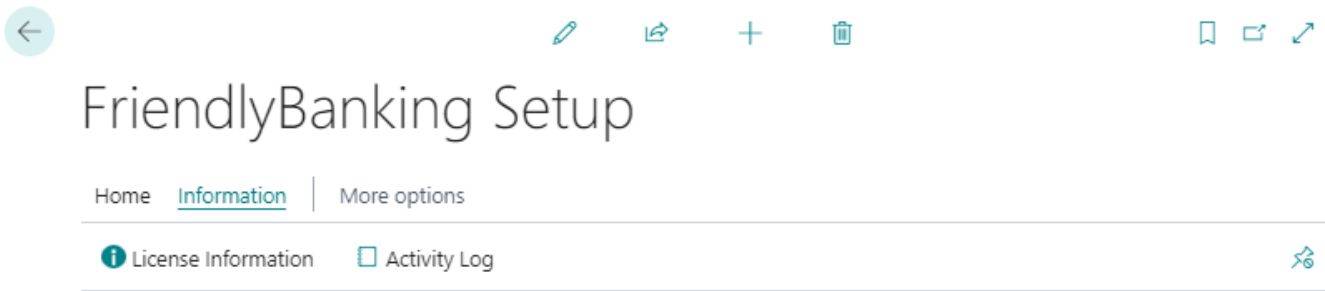 FriendlyBanking Setup
Home Information More options
License Information Activity Log